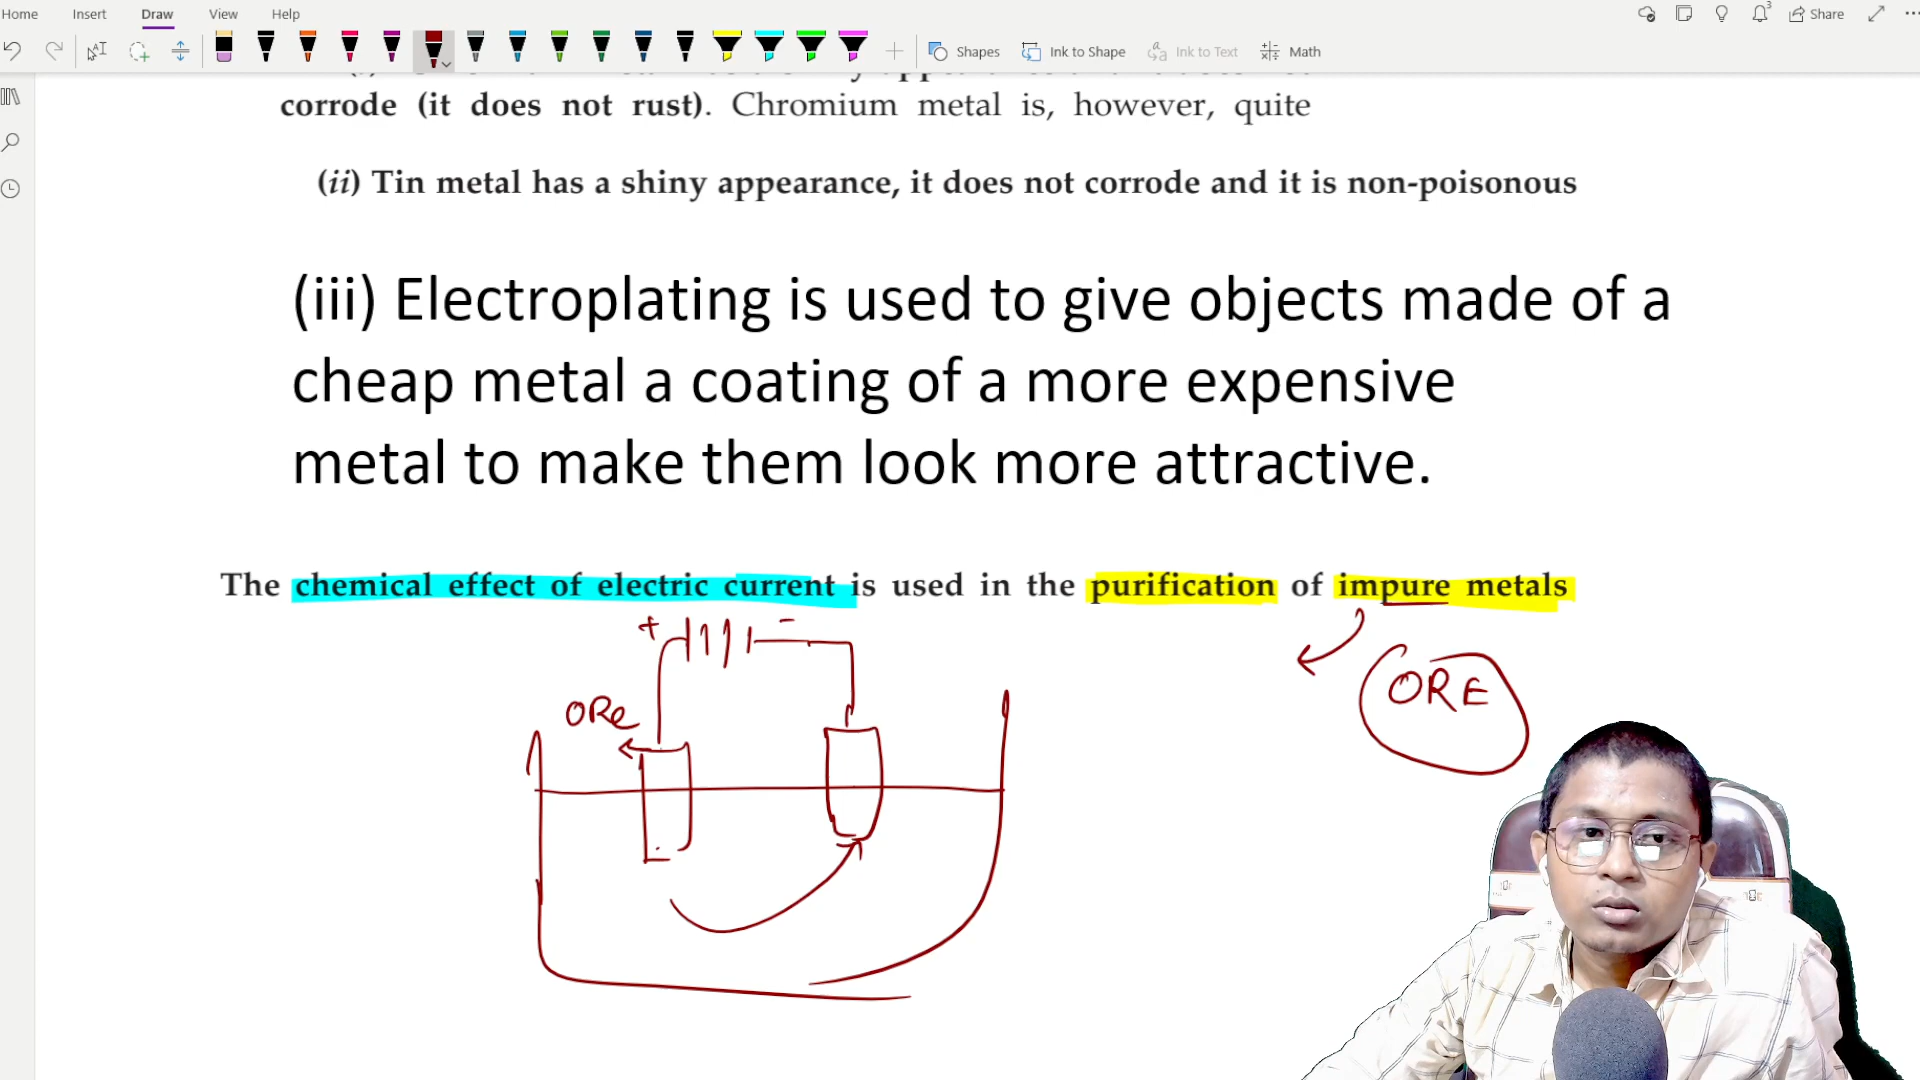 Home Insert Draw View Help
3
Share
Shapes Ink to Shape Ink to Text Math
corrode (it does not rust). Chromium metal is, however, quite
(ii) Tin metal has a shiny appearance, it does not corrode and it is non-poisonous
(iii) Electroplating is used to give objects made of a
cheap metal a coating of a more expensive
metal to make them look more attractive.
The chemical effect of electric current is used in the purification of impure metals
+ -
ORE
ORe